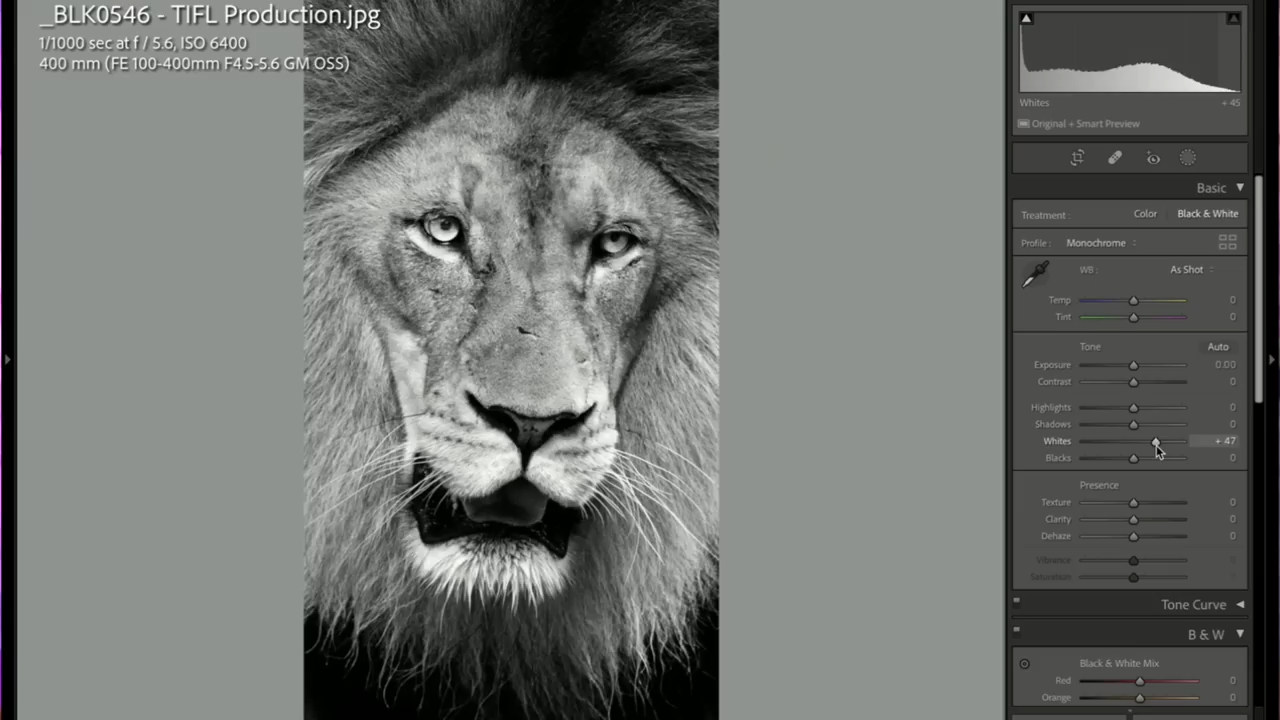 _BLK0546 - TIFL Production.jpg
1/1000 sec at f / 5.6, ISO 6400
400 mm (FE 100-400mm F4.5-5.6 GM OSS)
Whites + 45
Original + Smart Preview
Basic
Treatment : Color Black & White
Profile : Monochrome
WB : As Shot
Temp 0
Tint 0
Tone Auto
Exposure 0.00
Contrast 0
Highlights 0
Shadows 0
Whites + 47
Blacks 0
Presence
Texture 0
Clarity 0
Dehaze 0
Vibrance
Saturation
Tone Curve
B & W
Black & White Mix
Red 0
Orange 0